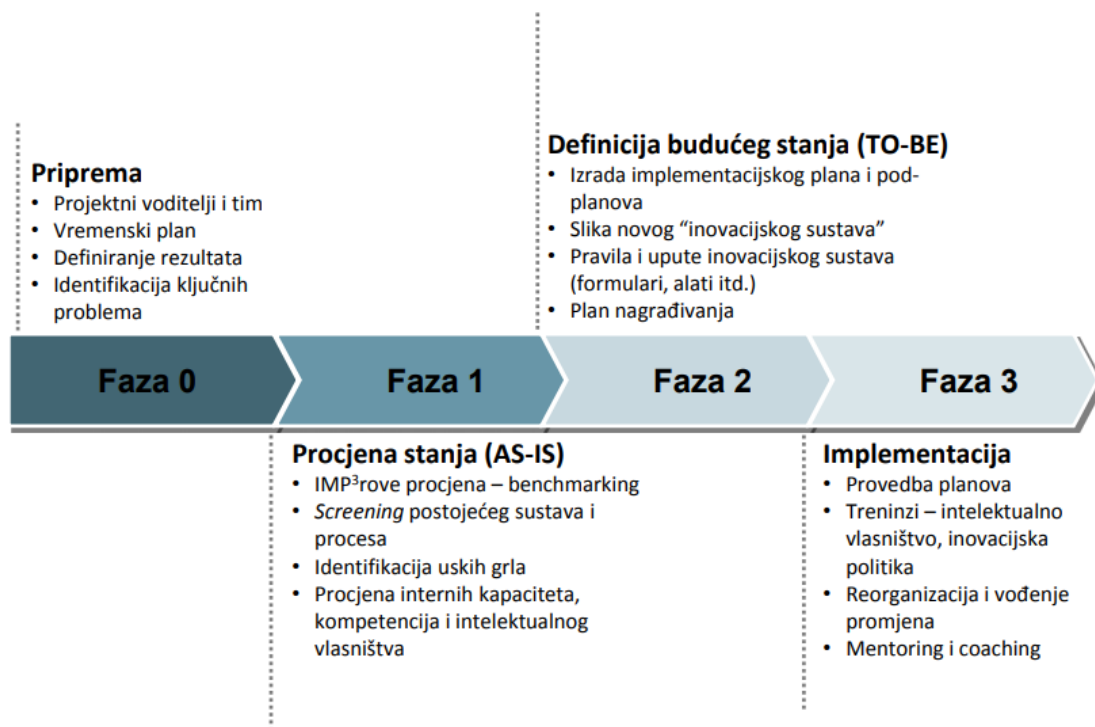 Priprema
• Projektni voditelji i tim
• Vremenski plan
• Definiranje rezultata
• Identifikacija ključnih
problema
Definicija budućeg stanja (TO-BE)
• Izrada implementacijskog plana i pod-
planova
• Slika novog “inovacijskog sustava”
• Pravila i upute inovacijskog sustava
(formulari, alati itd.)
• Plan nagrađivanja
Faza 0
Faza 1
Faza 2
Faza 3
Procjena stanja (AS-IS)
• IMP³rove procjena – benchmarking
• Screening postojećeg sustava i
procesa
• Identifikacija uskih grla
• Procjena internih kapaciteta,
kompetencija i intelektualnog
vlasništva
Implementacija
• Provedba planova
• Treninzi – intelektualno
vlasništvo, inovacijska
politika
• Reorganizacija i vođenje
promjena
• Mentoring i coaching